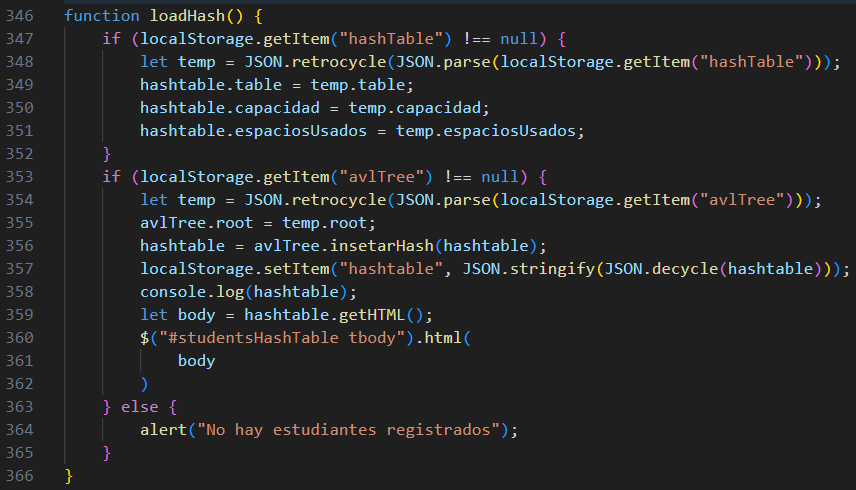 346 function loadHash() {
347 if (localStorage.getItem("hashTable") !== null) {
348 let temp = JSON.retrocycle(JSON.parse(localStorage.getItem("hashTable")));
349 hashtable.table = temp.table;
350 hashtable.capacidad = temp.capacidad;
351 hashtable.espaciosUsados = temp.espaciosUsados;
352 }
353 if (localStorage.getItem("avlTree") !== null) {
354 let temp = JSON.retrocycle(JSON.parse(localStorage.getItem("avlTree")));
355 avlTree.root = temp.root;
356 hashtable = avlTree.insetarHash(hashtable);
357 localStorage.setItem("hashtable", JSON.stringify(JSON.decycle(hashtable)));
358 console.log(hashtable);
359 let body = hashtable.getHTML();
360 $("#studentsHashTable tbody").html(
361 body
362 )
363 } else {
364 alert("No hay estudiantes registrados");
365 }
366 }